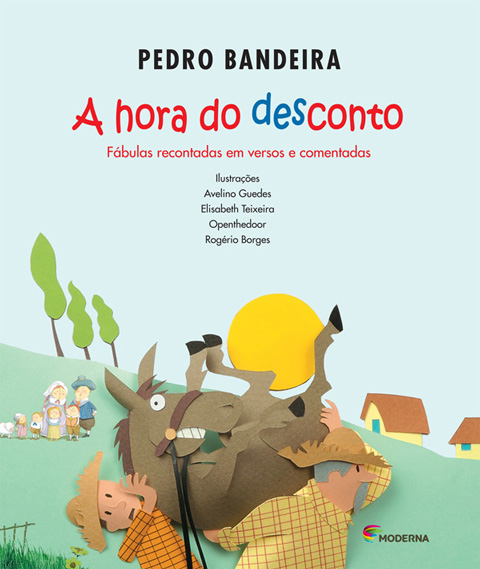 PEDRO BANDEIRA
A hora do desconto
Fábulas recontadas em versos e comentadas
Ilustrações
Avelino Guedes
Elisabeth Teixeira
Openthedoor
Rogério Borges
MODERNA